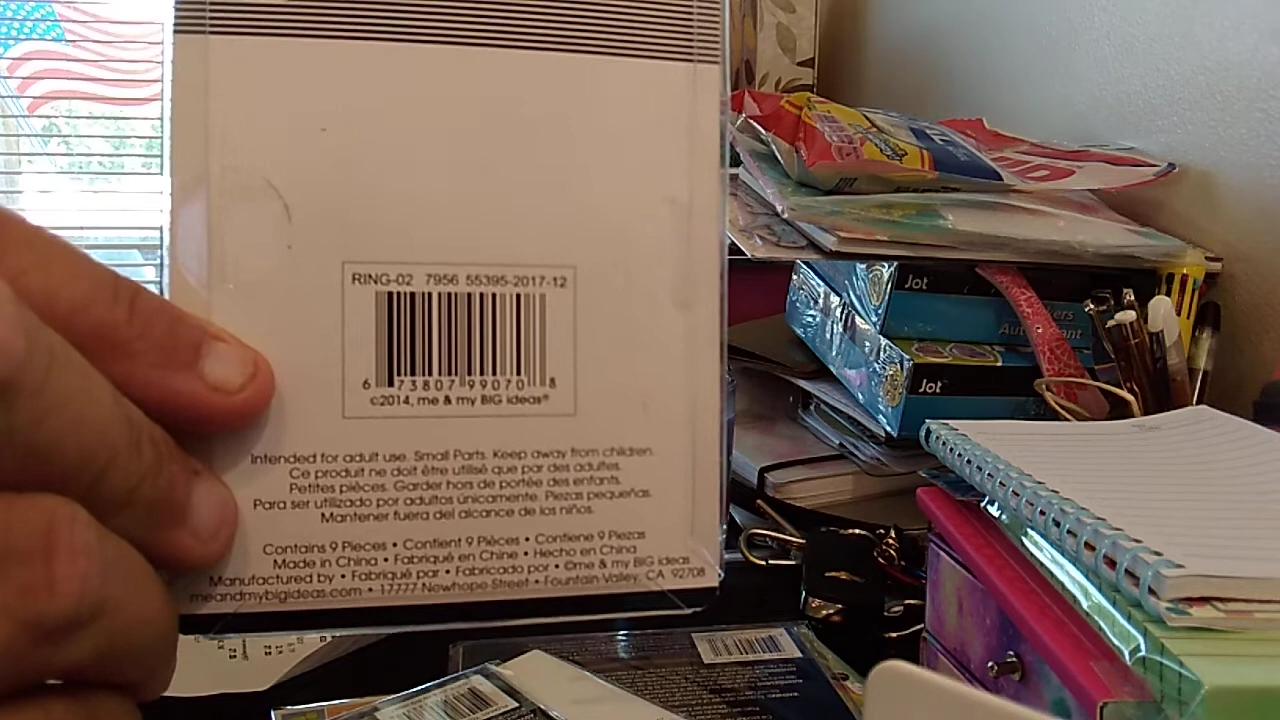 RING-02 7956 55395-2017-12
6 73807 99070 8
©2014, me & my BIG ideas®
Intended for adult use. Small Parts. Keep away from children.
Ce produit ne doit être utilisé que par des adultes.
Petites pièces. Garder hors de portée des enfants.
Para ser utilizado por adultos únicamente. Piezas pequeñas.
Mantener fuera del alcance de los niños.
Contains 9 Pieces • Contient 9 Pièces • Contiene 9 Piezas
Made in China • Fabriqué en Chine • Hecho en China
Manufactured by • Fabriqué par • Fabricado por • ©me & my BIG ideas
meandmybigideas.com • 17777 Newhope Street • Fountain Valley, CA 92708
Jot
Jot